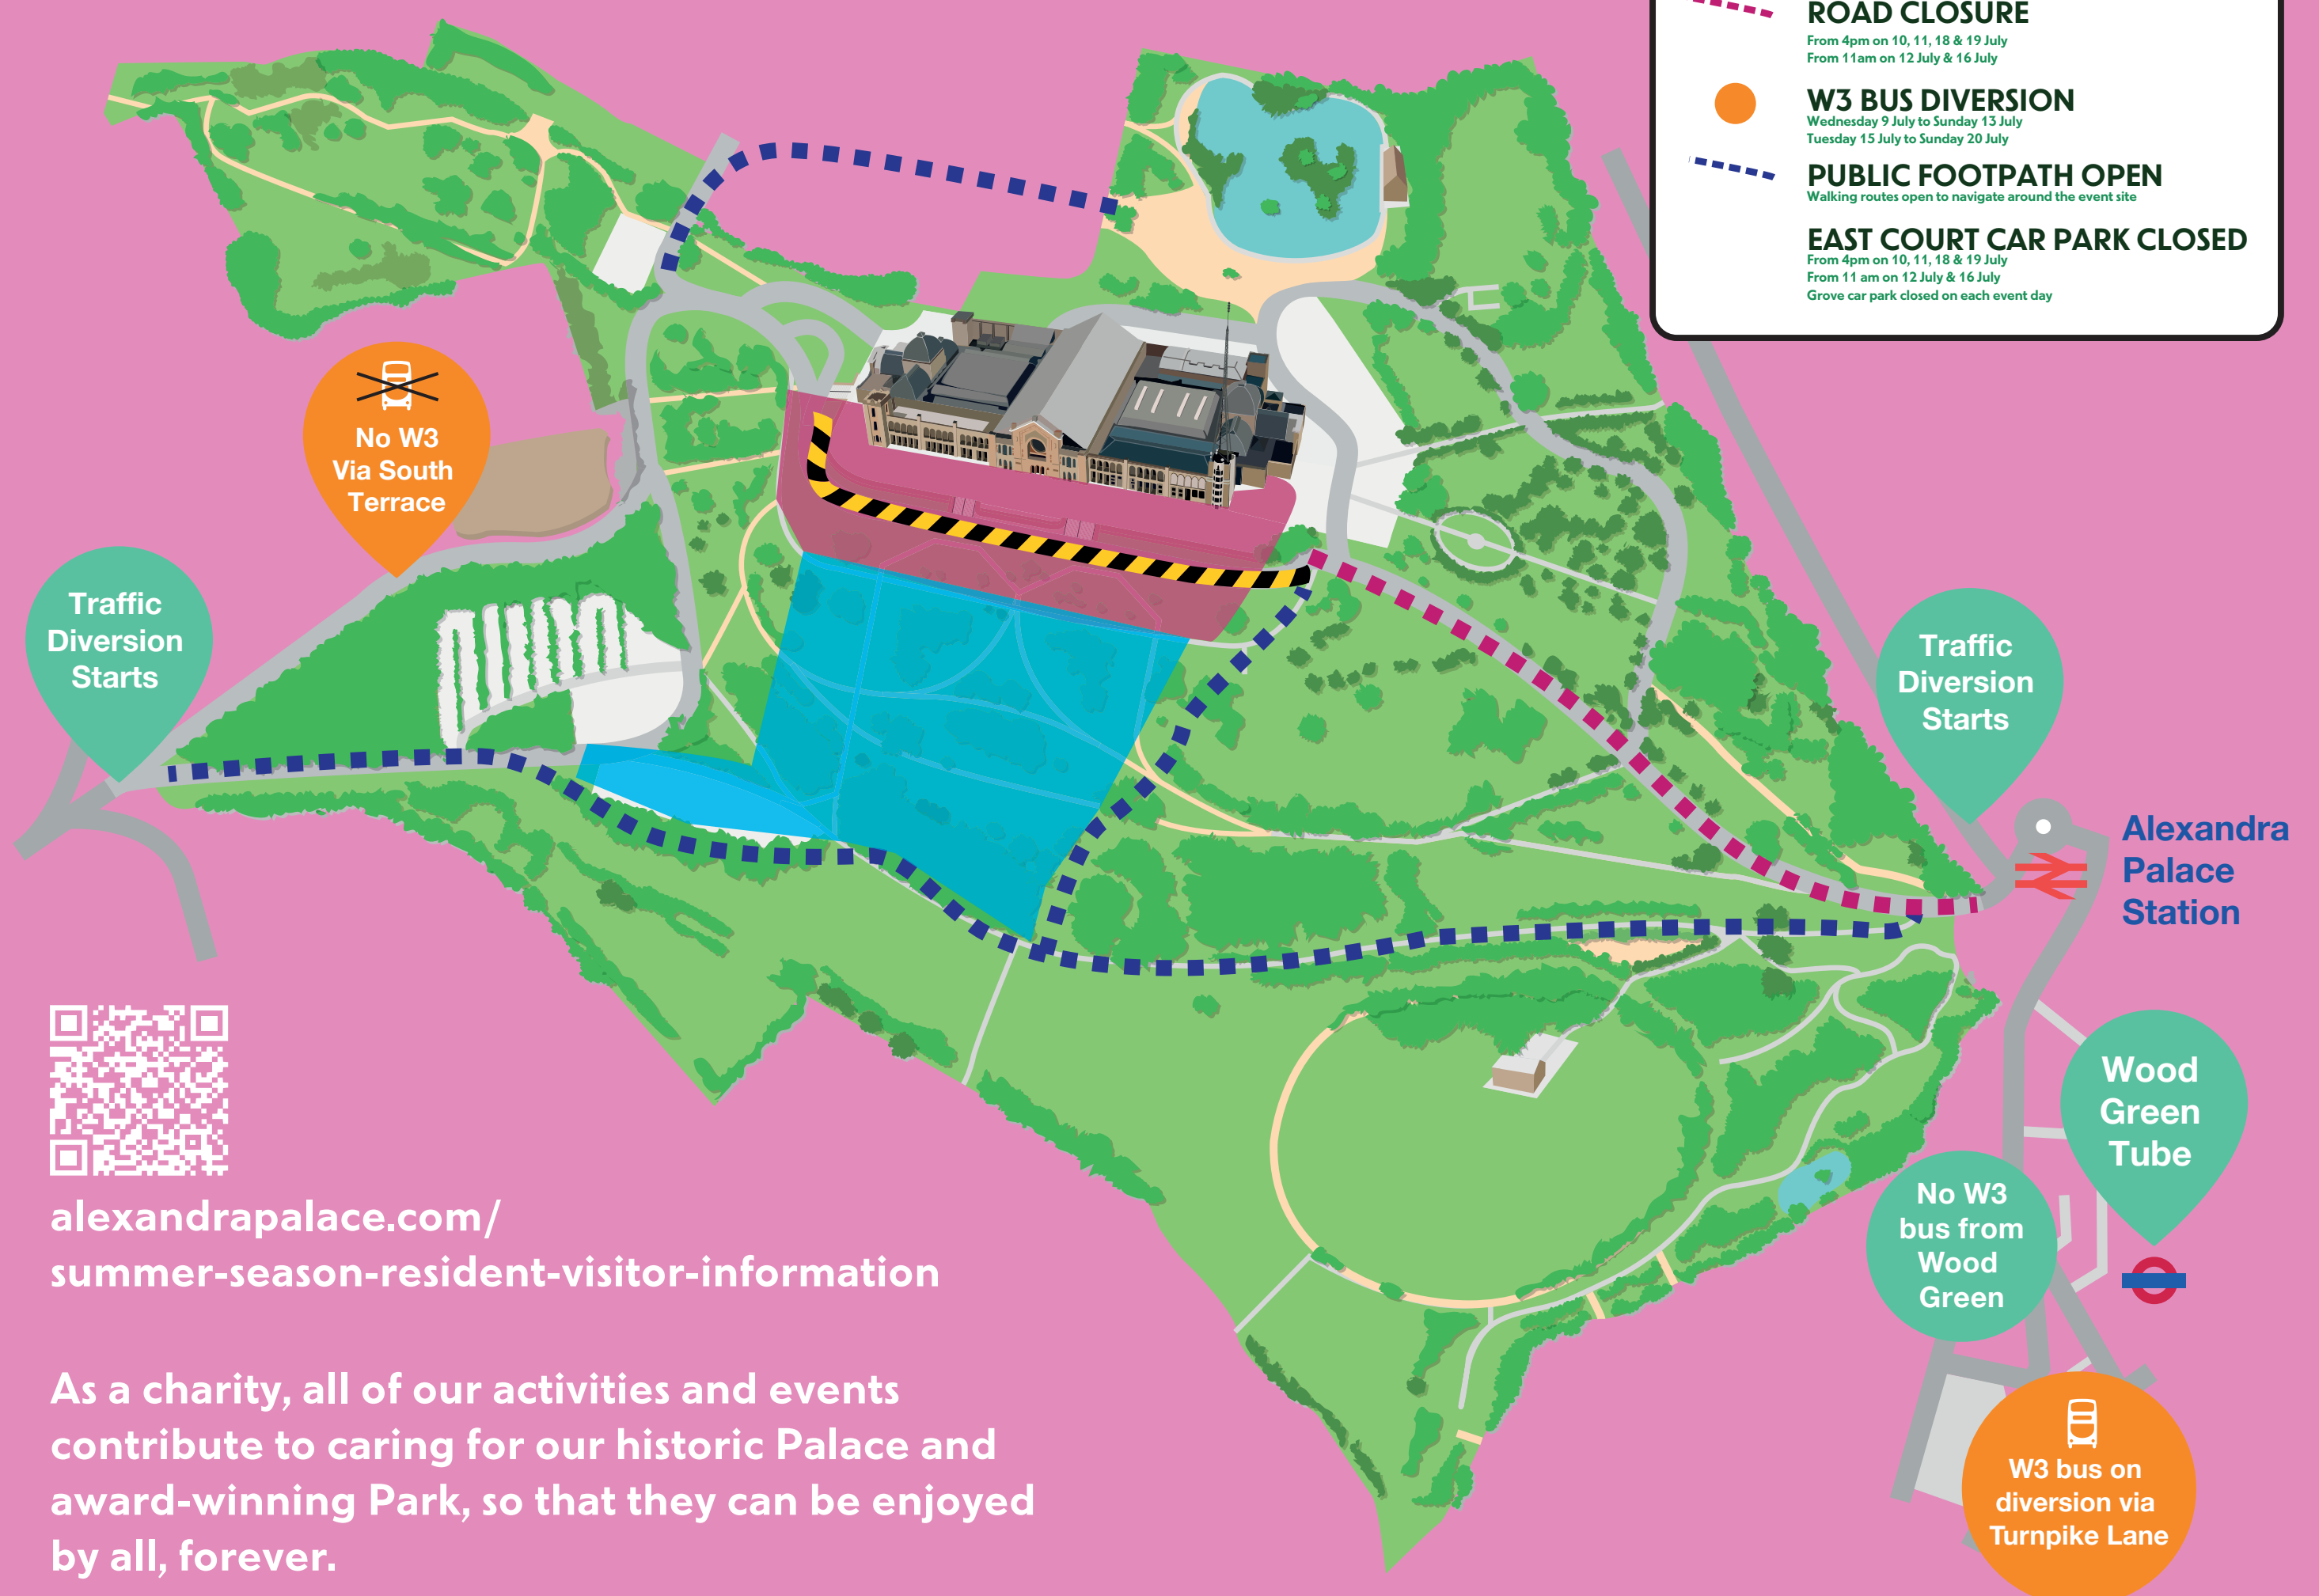 ROAD CLOSURE
From 4pm on 10, 11, 18 & 19 July
From 11am on 12 July & 16 July
W3 BUS DIVERSION
Wednesday 9 July to Sunday 13 July
Tuesday 15 July to Sunday 20 July
PUBLIC FOOTPATH OPEN
Walking routes open to navigate around the event site
EAST COURT CAR PARK CLOSED
From 4pm on 10, 11, 18 & 19 July
From 11 am on 12 July & 16 July
Grove car park closed on each event day
No W3
Via South
Terrace
Traffic
Diversion
Starts
Traffic
Diversion
Starts
Alexandra
Palace
Station
Wood
Green
Tube
No W3
bus from
Wood
Green
W3 bus on
diversion via
Turnpike Lane
alexandrapalace.com/
summer-season-resident-visitor-information
As a charity, all of our activities and events
contribute to caring for our historic Palace and
award-winning Park, so that they can be enjoyed
by all, forever.